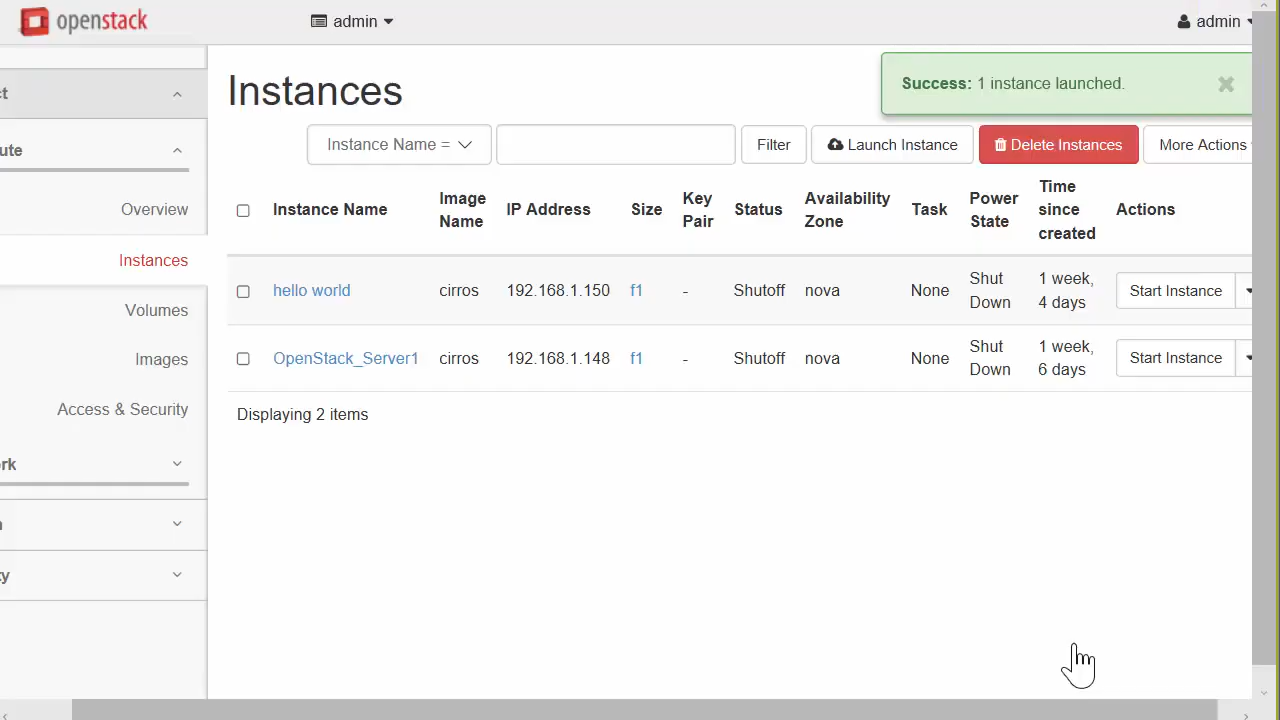 openstack
admin
admin
ct
Instances
Success: 1 instance launched.
ute
Instance Name =
Filter
Launch Instance
Delete Instances
More Actions
Overview
Instances
Volumes
Images
Access & Security
rk
ty
Instance Name
Image Name
IP Address
Size
Key Pair
Status
Availability Zone
Task
Power State
Time since created
Actions
hello world
cirros
192.168.1.150
f1
-
Shutoff
nova
None
Shut Down
1 week, 4 days
Start Instance
OpenStack_Server1
cirros
192.168.1.148
f1
-
Shutoff
nova
None
Shut Down
1 week, 6 days
Start Instance
Displaying 2 items